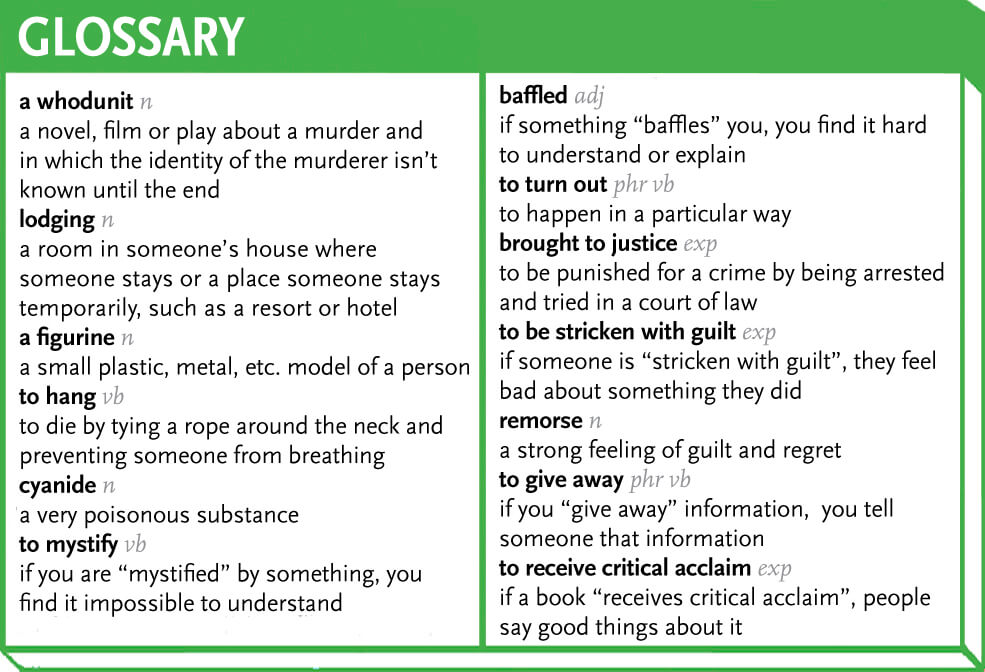 GLOSSARY
a whodunit n
a novel, film or play about a murder and
in which the identity of the murderer isn't
known until the end
lodging n
a room in someone's house where
someone stays or a place someone stays
temporarily, such as a resort or hotel
a figurine n
a small plastic, metal, etc. model of a person
to hang vb
to die by tying a rope around the neck and
preventing someone from breathing
cyanide n
a very poisonous substance
to mystify vb
if you are “mystified” by something, you
find it impossible to understand
baffled adj
if something “baffles” you, you find it hard
to understand or explain
to turn out phr vb
to happen in a particular way
brought to justice exp
to be punished for a crime by being arrested
and tried in a court of law
to be stricken with guilt exp
if someone is “stricken with guilt”, they feel
bad about something they did
remorse n
a strong feeling of guilt and regret
to give away phr vb
if you “give away” information, you tell
someone that information
to receive critical acclaim exp
if a book “receives critical acclaim”, people
say good things about it